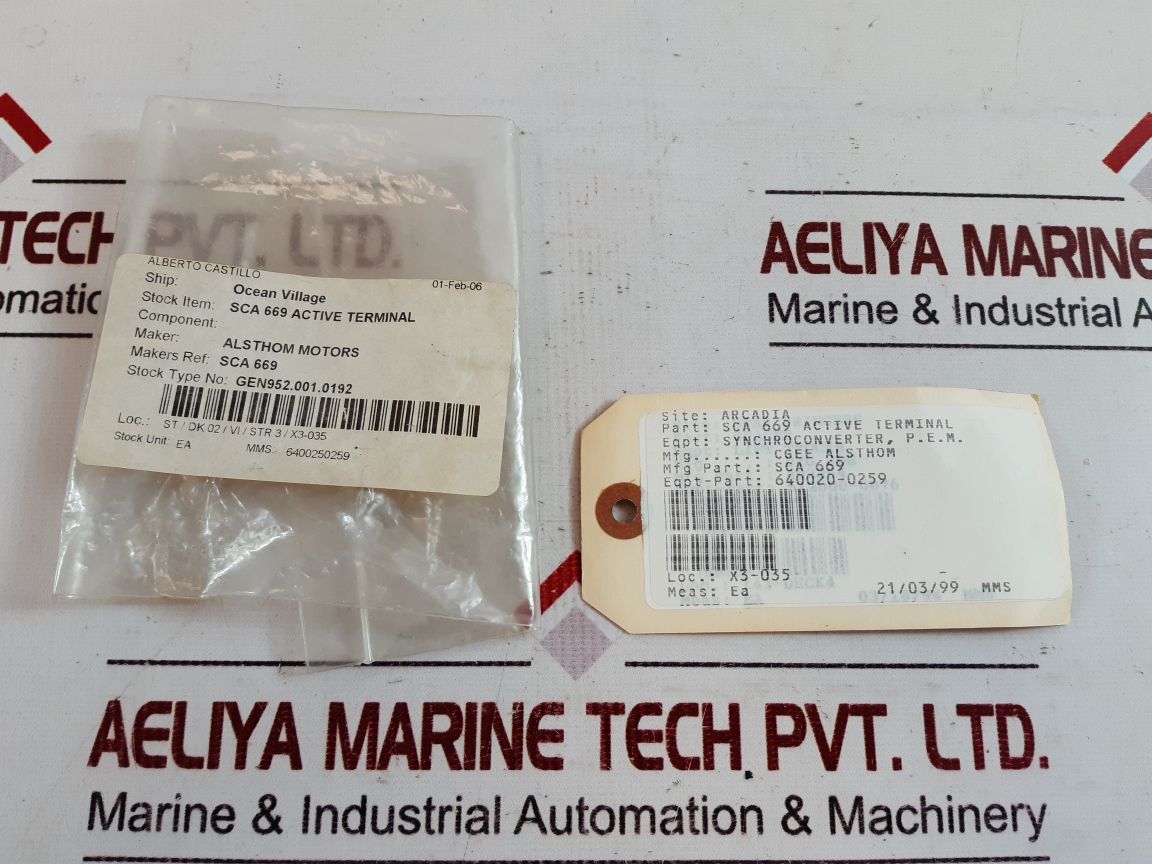 TECH PVT. LTD.
omatic
AELIYA MARINE
Marine & Industrial A
ALBERTO CASTILLO
Ship: Ocean Village 01-Feb-06
Stock Item: SCA 669 ACTIVE TERMINAL
Component:
Maker: ALSTHOM MOTORS
Makers Ref: SCA 669
Stock Type No: GEN952.001.0192
Loc.: ST / DK 02 / VI / STR 3 / X3-035
Stock Unit: EA MMS: 6400250259
Site: ARCADIA
Part: SCA 669 ACTIVE TERMINAL
Eqpt: SYNCHROCONVERTER, P.E.M.
Mfg......: CGEE ALSTHOM
Mfg Part.: SCA 669
Eqpt-Part: 640020-0259
Loc.: X3-035
Meas: Ea 21/03/99 MMS
AELIYA MARINE TECH PVT. LTD.
Marine & Industrial Automation & Machinery